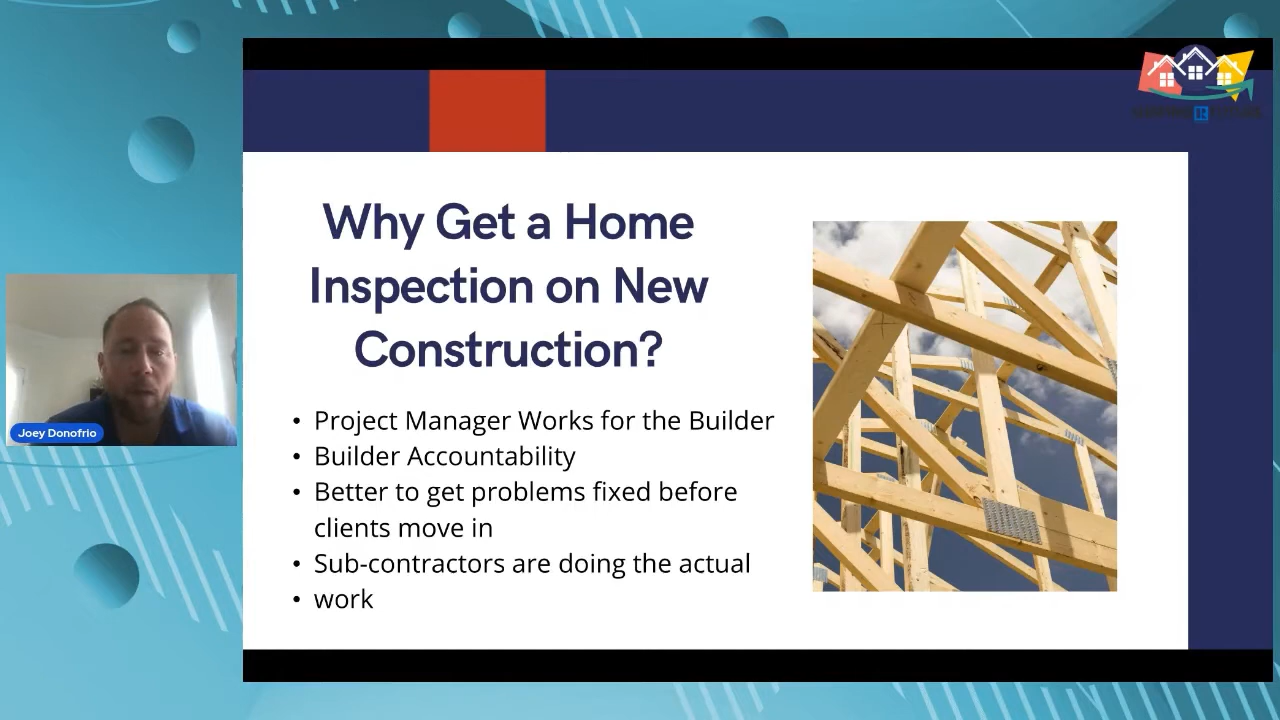 Why Get a Home
Inspection on New
Construction?
• Project Manager Works for the Builder
• Builder Accountability
• Better to get problems fixed before
clients move in
• Sub-contractors are doing the actual
• work
Joey Donofrio